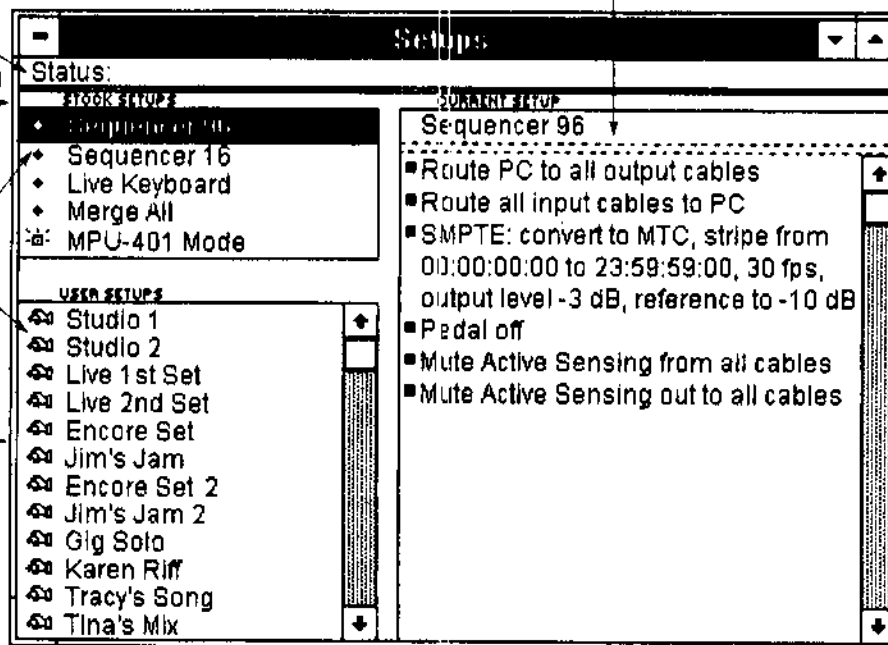 Setups
Status:
STOCK SETUPS
Sequencer 96
Sequencer 16
Live Keyboard
Merge All
MPU-401 Mode
USER SETUPS
Studio 1
Studio 2
Live 1st Set
Live 2nd Set
Encore Set
Jim's Jam
Encore Set 2
Jim's Jam 2
Gig Solo
Karen Riff
Tracy's Song
Tina's Mix
CURRENT SETUP
Sequencer 96
Route PC to all output cables
Route all input cables to PC
SMPTE: convert to MTC, stripe from
00:00:00:00 to 23:59:59:00, 30 fps,
output level -3 dB, reference to -10 dB
Pedal off
Mute Active Sensing from all cables
Mute Active Sensing out to all cables